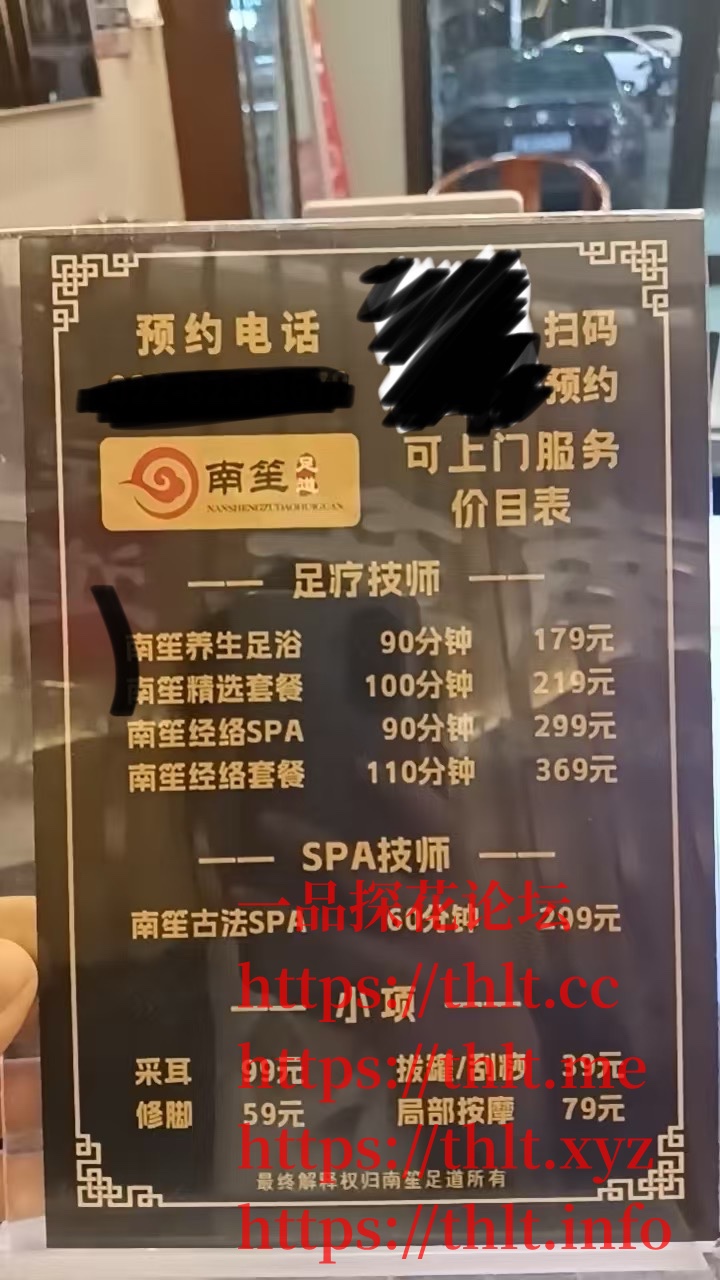 预约电话
扫码
预约
南笙足道
NANSHENGZUDAOHUIGUAN
可上门服务
价目表
足疗技师
南笙养生足浴 90分钟 179元
南笙精选套餐 100分钟 219元
南笙经络SPA 90分钟 299元
南笙经络套餐 110分钟 369元
SPA技师
一品探花论坛
南笙古法SPA 60分钟 299元
https://thlt.cc
小项
采耳 99元 拔罐/刮痧 39元
https://thlt.me
修脚 59元 局部按摩 79元
https://thlt.xyz
最终解释权归南笙足道所有
https://thlt.info